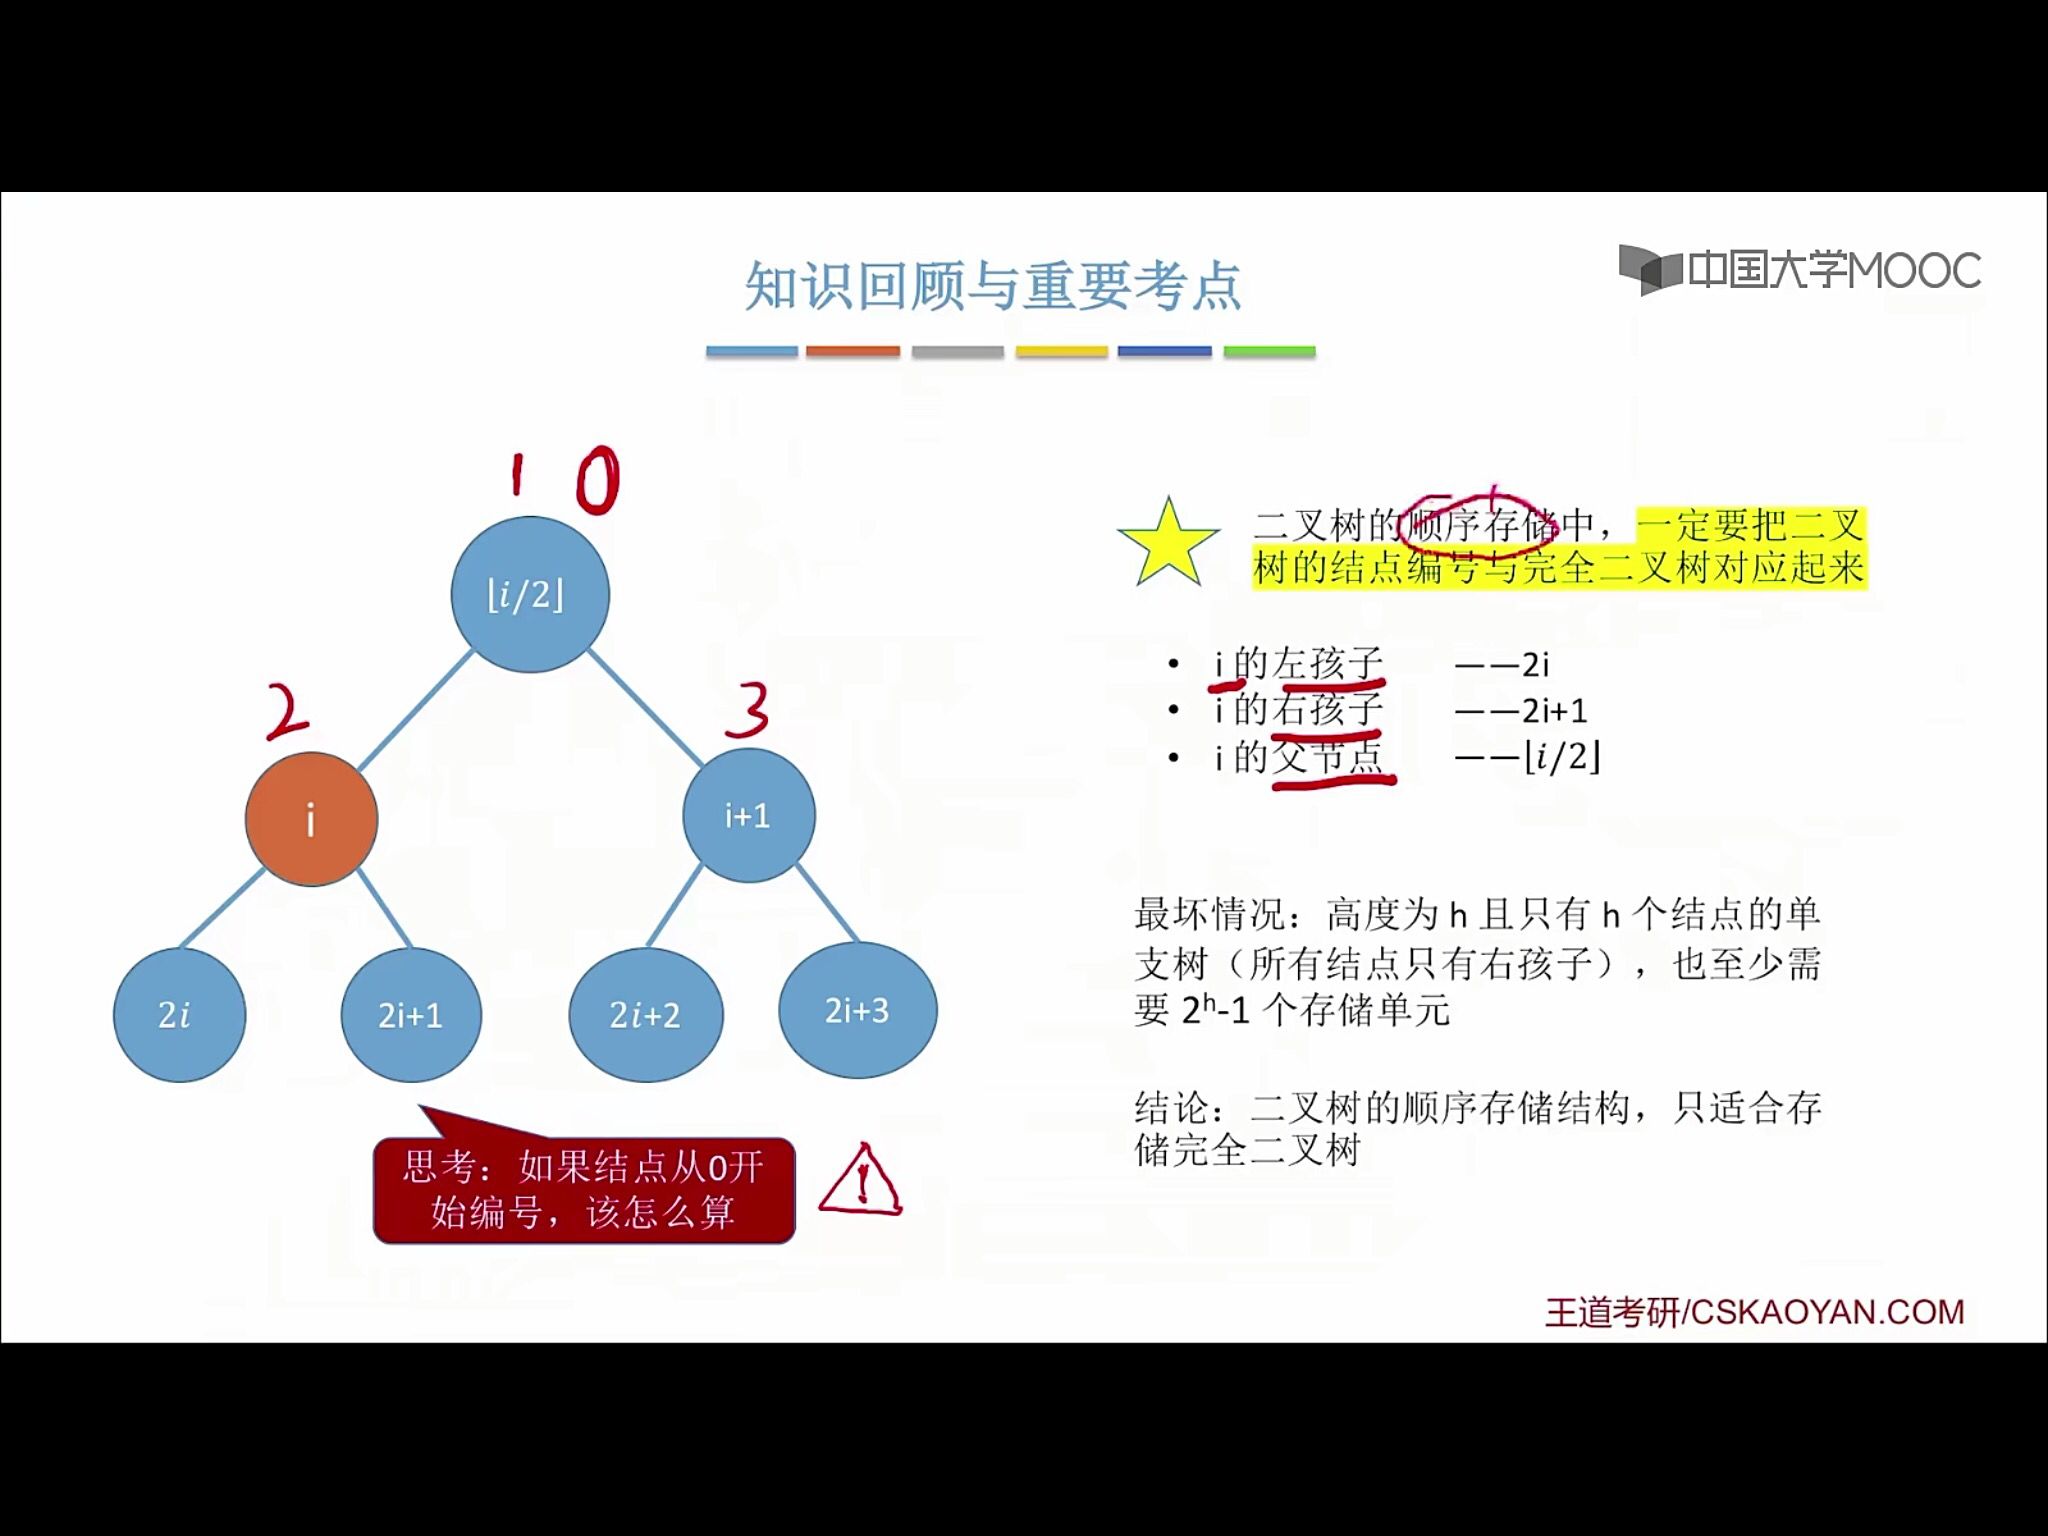 知识回顾与重要考点
中国大学MOOC
1 0
⌊i/2⌋
2
3
i
i+1
2i
2i+1
2i+2
2i+3
思考：如果结点从0开
始编号，该怎么算
!
二叉树的顺序存储中，一定要把二叉
树的结点编号与完全二叉树对应起来
• i 的左孩子 ——2i
• i 的右孩子 ——2i+1
• i 的父节点 ——⌊i/2⌋
最坏情况：高度为 h 且只有 h 个结点的单
支树（所有结点只有右孩子），也至少需
要 2ʰ-1 个存储单元
结论：二叉树的顺序存储结构，只适合存
储完全二叉树
王道考研/CSKAOYAN.COM